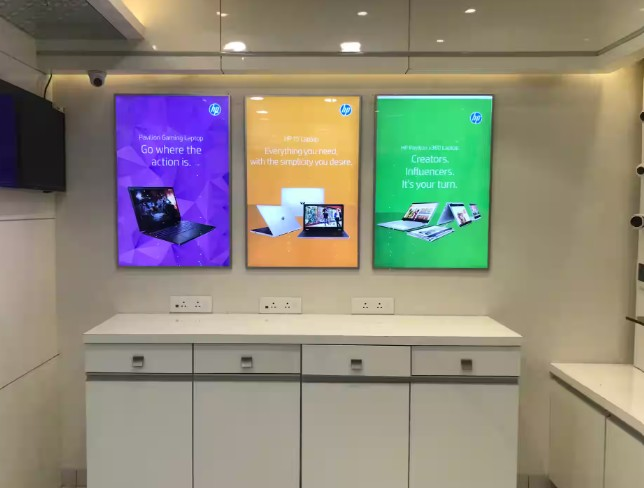 hp
Pavilion Gaming Laptop
Go where the
action is.
hp
HP 15 Laptop
Everything you need,
with the simplicity you desire.
hp
HP Pavilion x360 Laptop
Creators.
Influencers.
It's your turn.